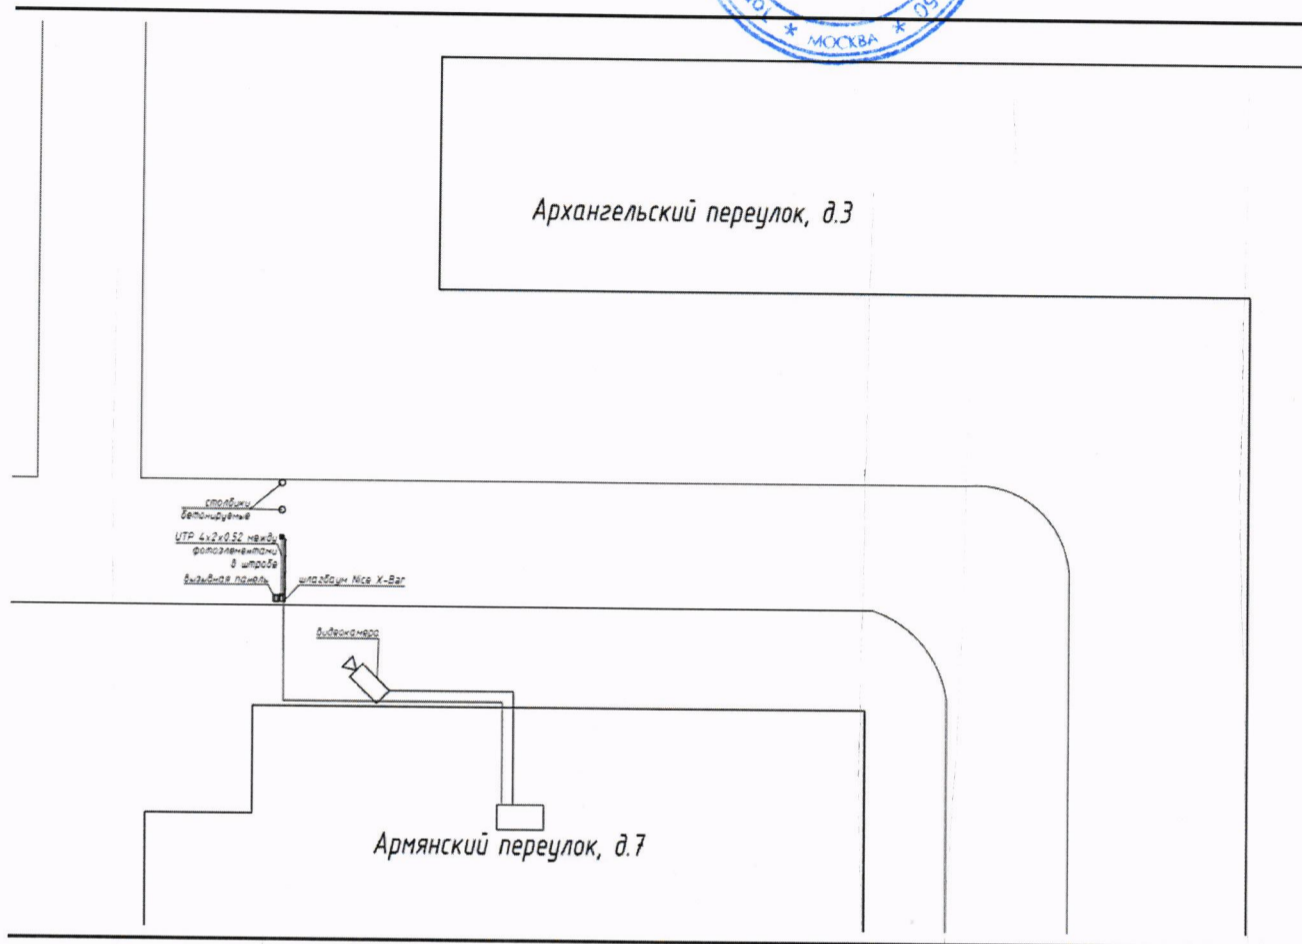 * МОСКВА *
Архангельский переулок, д.3
столбики
бетонируемые
UTP 4x2x0.52 между
фотоэлементами
в штробе
вызывная панель
шлагбаум Nice X-Bar
видеокамера
Армянский переулок, д.7